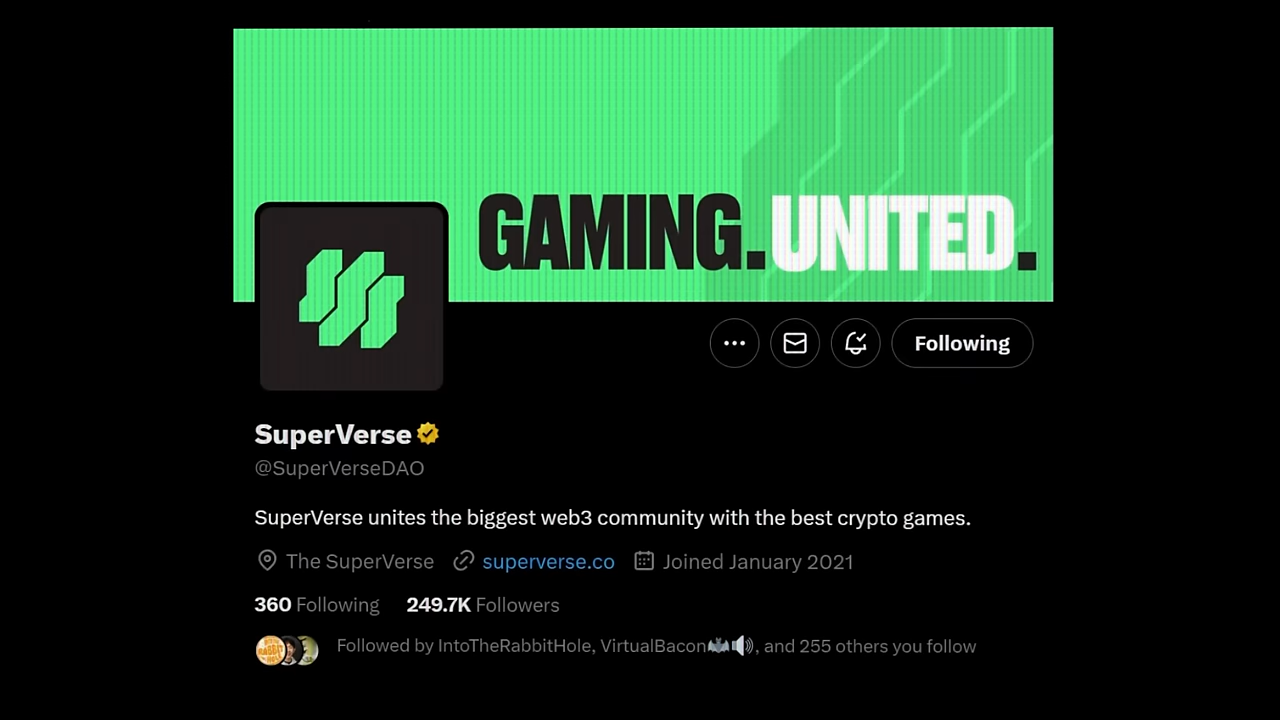 GAMING.UNITED.
Following
SuperVerse
@SuperVerseDAO
SuperVerse unites the biggest web3 community with the best crypto games.
The SuperVerse superverse.co Joined January 2021
360 Following 249.7K Followers
Followed by IntoTheRabbitHole, VirtualBacon🦇🔊, and 255 others you follow